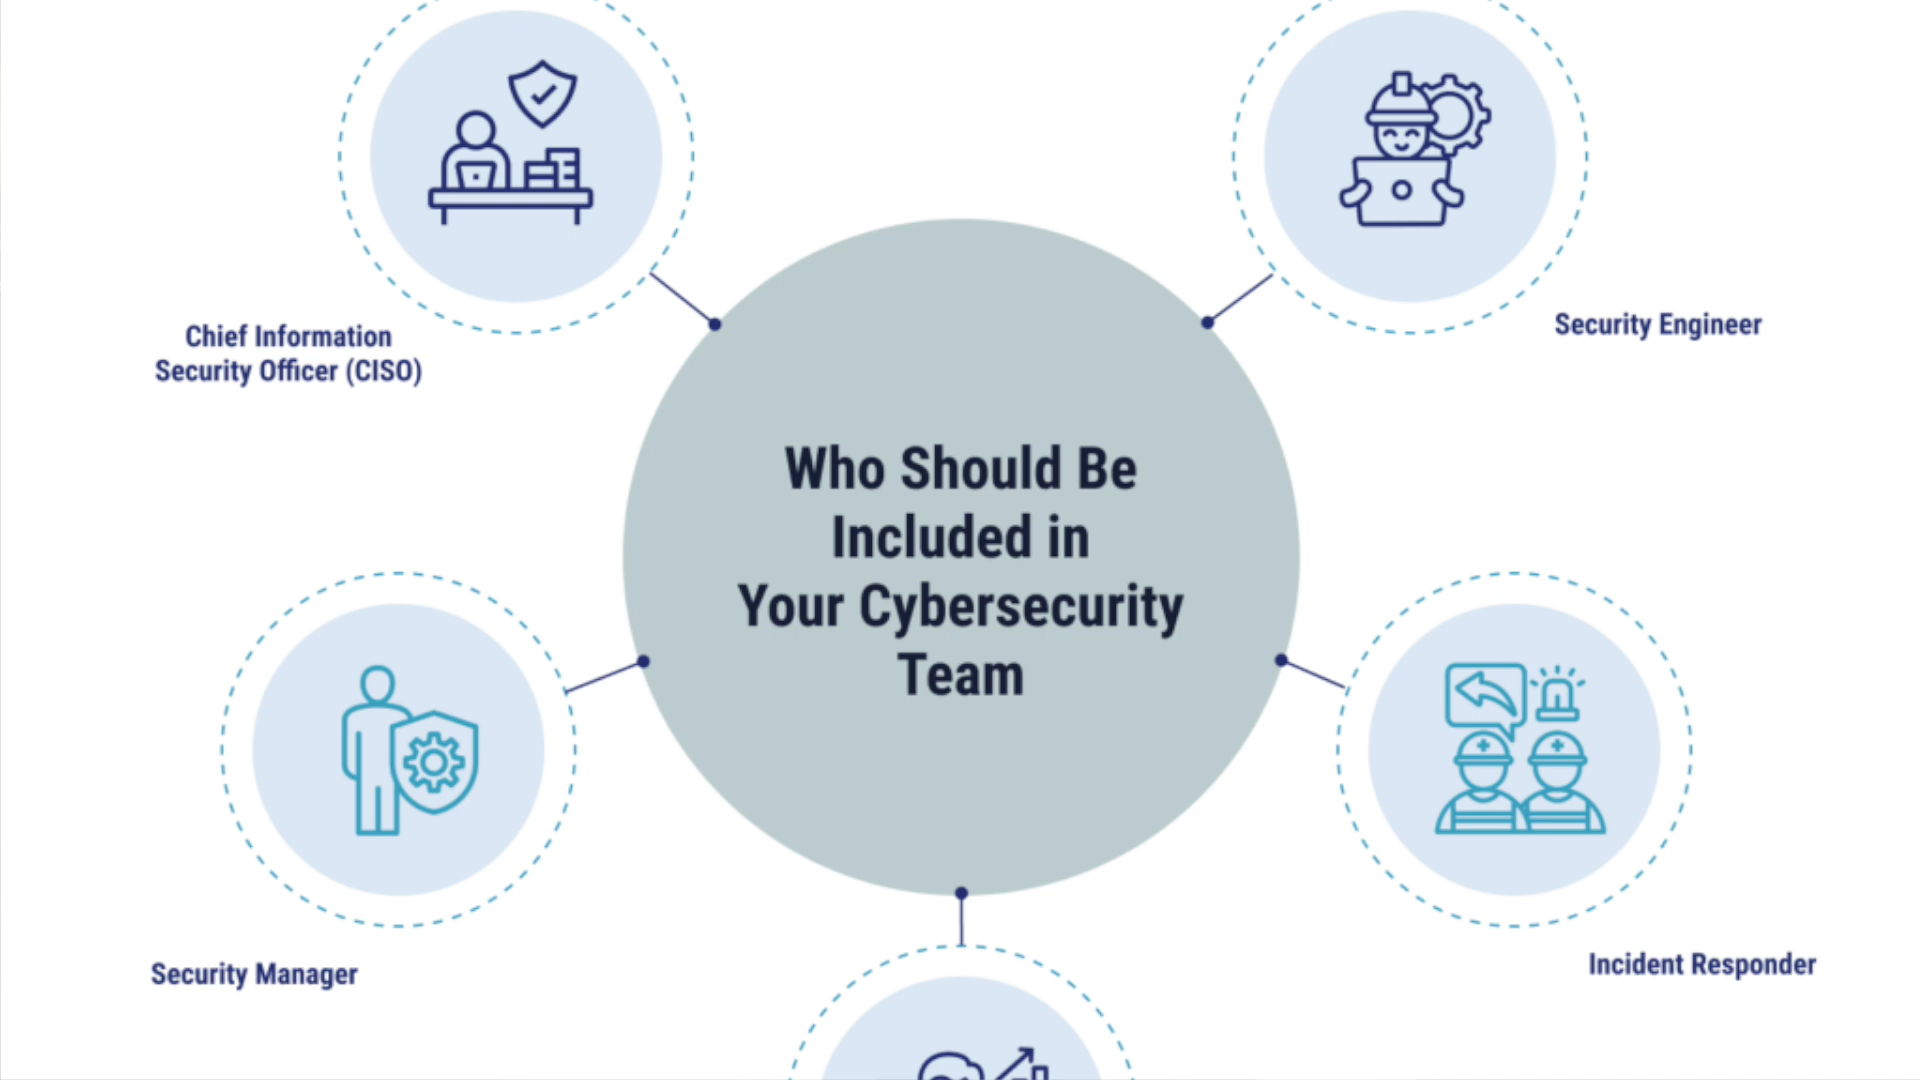 Chief Information
Security Officer (CISO)
Security Engineer
Who Should Be
Included in
Your Cybersecurity
Team
Security Manager
Incident Responder